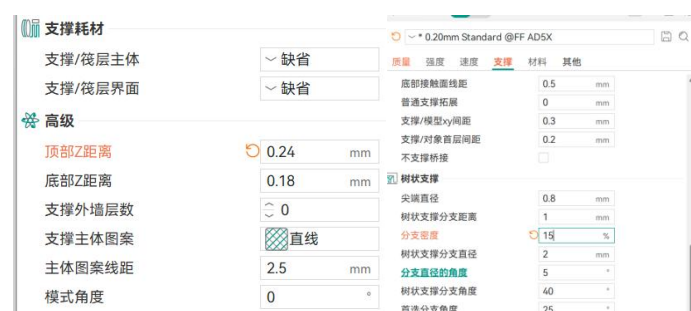 支撑耗材
支撑/筏层主体 缺省
支撑/筏层界面 缺省
高级
顶部Z距离 0.24 mm
底部Z距离 0.18 mm
支撑外墙层数 0
支撑主体图案 直线
主体图案线距 2.5 mm
模式角度 0 °
* 0.20mm Standard @FF AD5X
质量 强度 速度 支撑 材料 其他
底部接触面线距 0.5 mm
普通支撑拓展 0 mm
支撑/模型xy间距 0.3 mm
支撑/对象首层间距 0.2 mm
不支撑桥接
树状支撑
尖端直径 0.8 mm
树状支撑分支距离 1 mm
分支密度 15 %
树状支撑分支直径 2 mm
分支直径的角度 5 °
树状支撑分支角度 40 °
首选分支角度 25 °